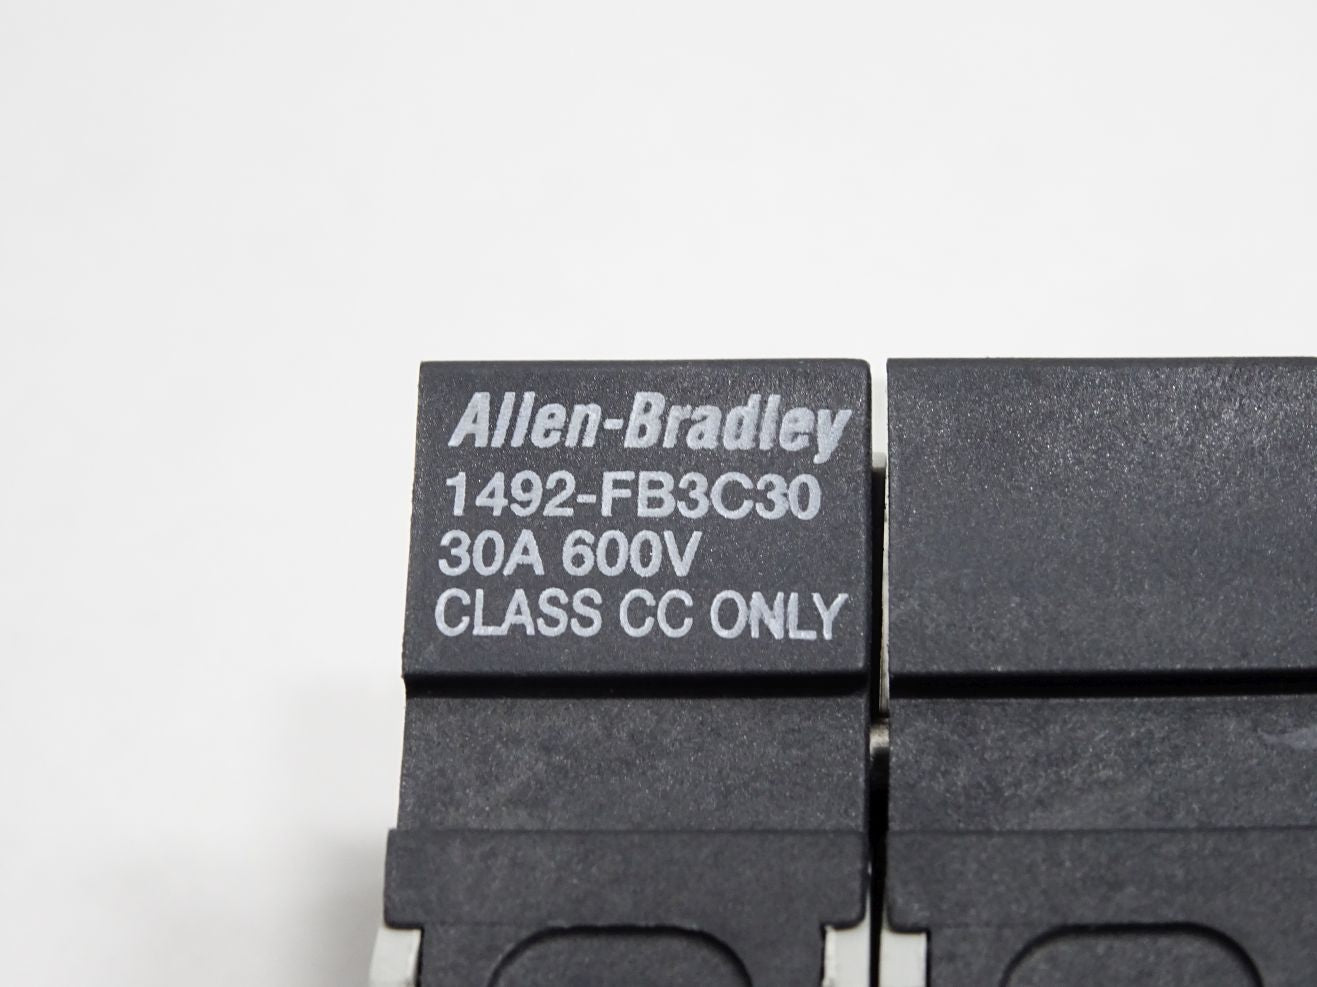 Allen-Bradley
1492-FB3C30
30A 600V
CLASS CC ONLY